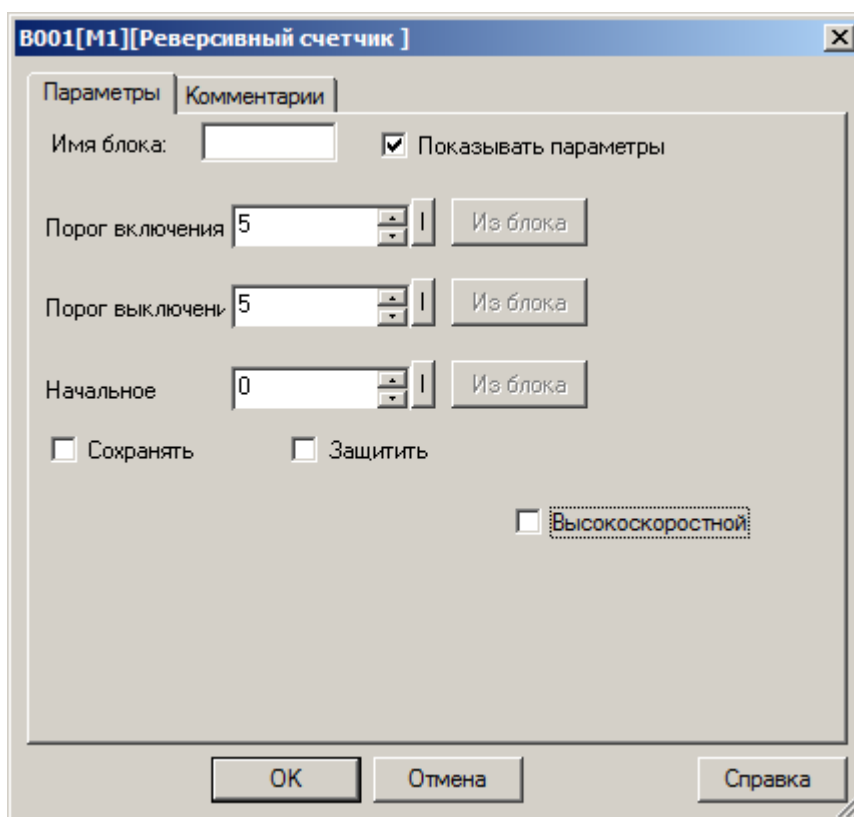 B001[M1][Реверсивный счетчик ]
Параметры Комментарии
Имя блока: Показывать параметры
Порог включения 5 I Из блока
Порог выключени 5 I Из блока
Начальное 0 I Из блока
Сохранять Защитить
Высокоскоростной
OK Отмена Справка